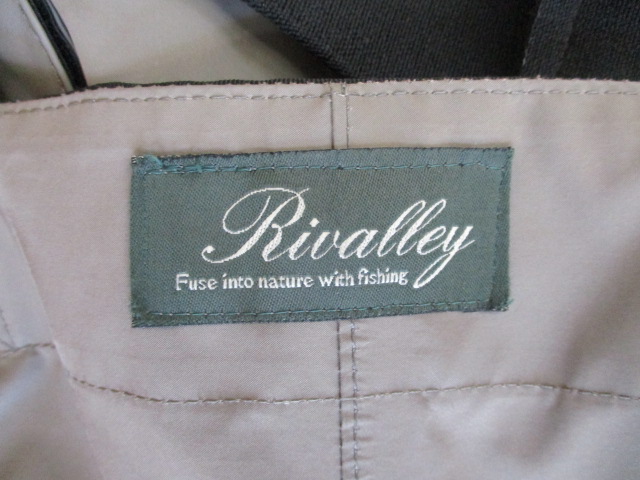 Rivalley
Fuse into nature with fishing